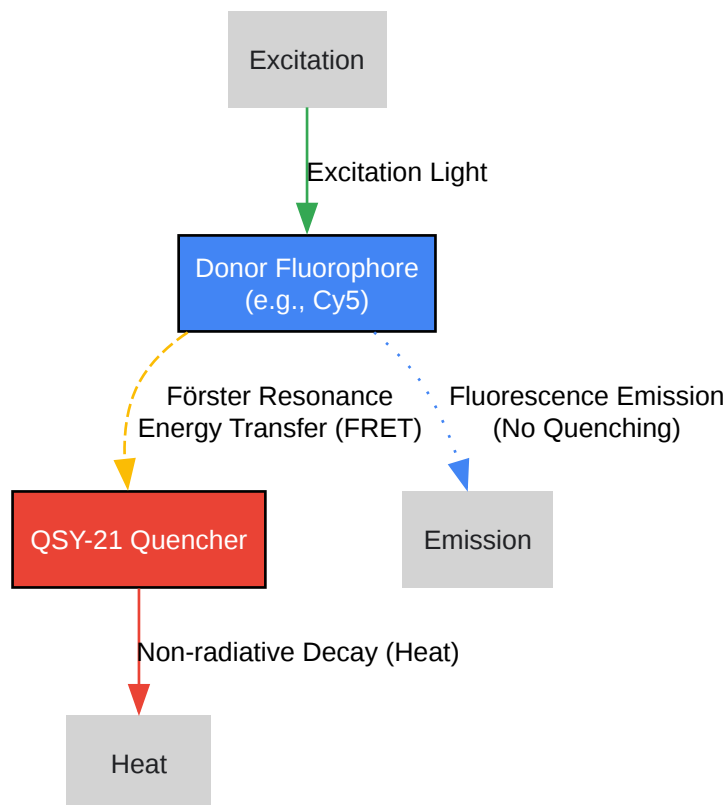 Excitation
Excitation Light
Donor Fluorophore
(e.g., Cy5)
Förster Resonance
Energy Transfer (FRET)
Fluorescence Emission
(No Quenching)
QSY-21 Quencher
Emission
Non-radiative Decay (Heat)
Heat